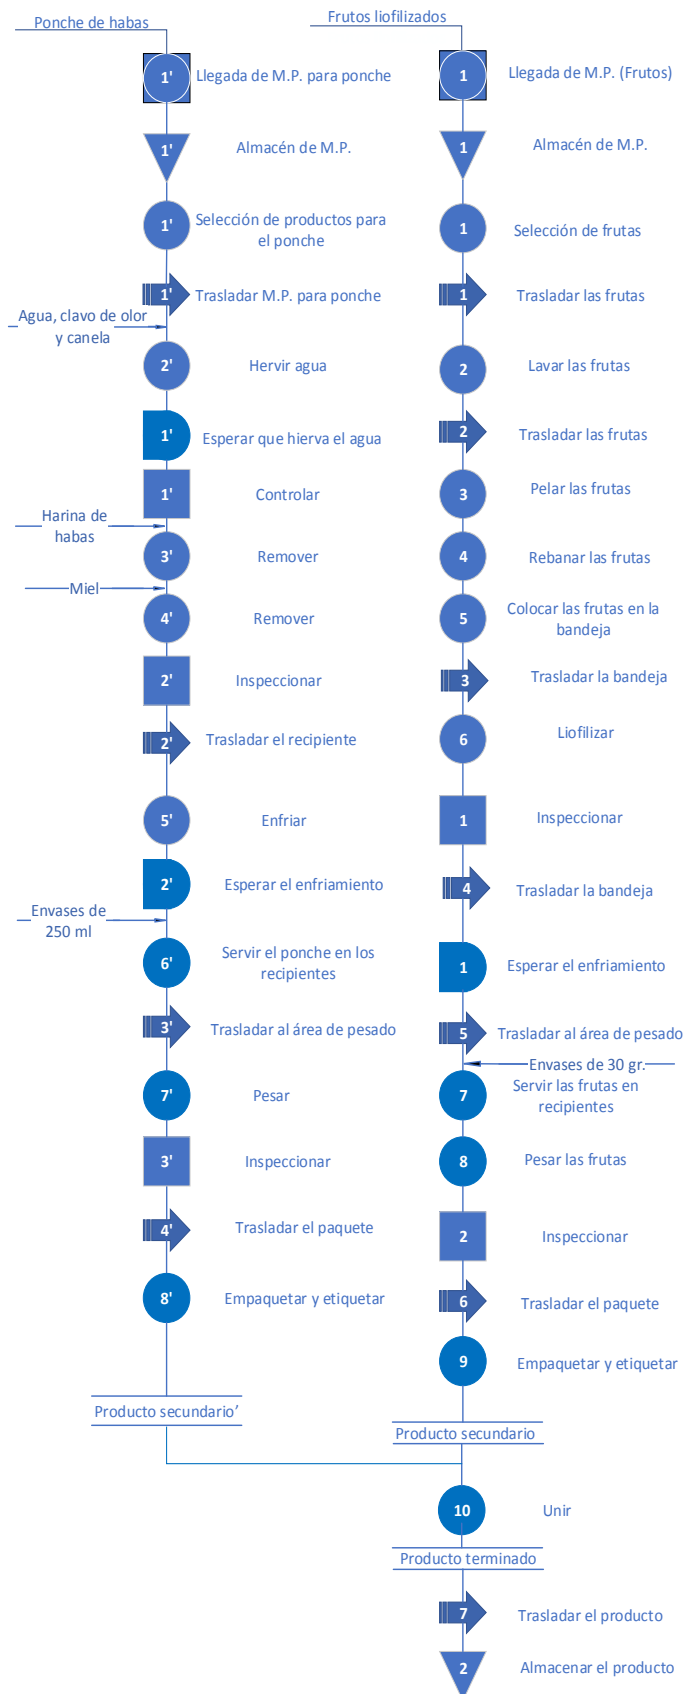 Ponche de habas
1'
Llegada de M.P. para ponche
1'
Almacén de M.P.
1'
Selección de productos para
el ponche
1'
Trasladar M.P. para ponche
Agua, clavo de olor
y canela
2'
Hervir agua
1'
Esperar que hierva el agua
1'
Controlar
Harina de
habas
3'
Remover
Miel
4'
Remover
2'
Inspeccionar
2'
Trasladar el recipiente
5'
Enfriar
2'
Esperar el enfriamiento
Envases de
250 ml
6'
Servir el ponche en los
recipientes
3'
Trasladar al área de pesado
7'
Pesar
3'
Inspeccionar
4'
Trasladar el paquete
8'
Empaquetar y etiquetar
Producto secundario'
Frutos liofilizados
1
Llegada de M.P. (Frutos)
1
Almacén de M.P.
1
Selección de frutas
1
Trasladar las frutas
2
Lavar las frutas
2
Trasladar las frutas
3
Pelar las frutas
4
Rebanar las frutas
5
Colocar las frutas en la
bandeja
3
Trasladar la bandeja
6
Liofilizar
1
Inspeccionar
4
Trasladar la bandeja
1
Esperar el enfriamiento
5
Trasladar al área de pesado
Envases de 30 gr.
7
Servir las frutas en
recipientes
8
Pesar las frutas
2
Inspeccionar
6
Trasladar el paquete
9
Empaquetar y etiquetar
Producto secundario
10
Unir
Producto terminado
7
Trasladar el producto
2
Almacenar el producto